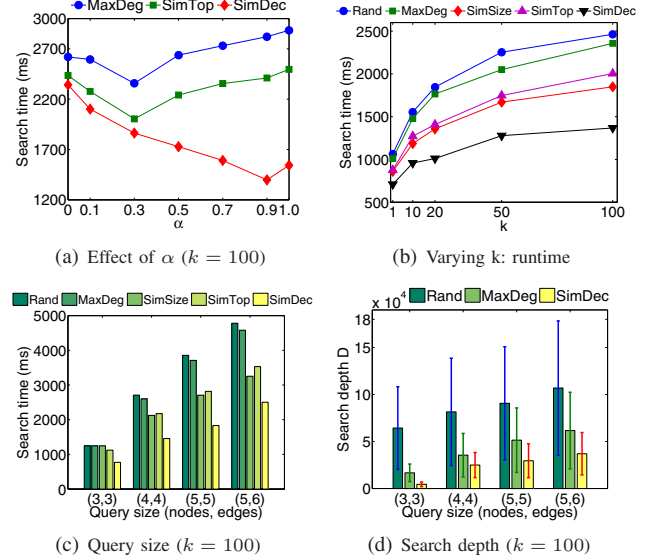 MaxDeg SimTop SimDec
Search time (ms)
3000
2600
2200
1700
1200
0 0.1 0.3 0.5 0.7 0.9 1.0
α
(a) Effect of α (k = 100)
Rand MaxDeg SimSize SimTop SimDec
Search time (ms)
2500
2000
1500
1000
500
1 10 20 50 100
k
(b) Varying k: runtime
Rand MaxDeg SimSize SimTop SimDec
Search time (ms)
5000
4000
3000
2000
1000
0
(3,3) (4,4) (5,5) (5,6)
Query size (nodes, edges)
(c) Query size (k = 100)
Rand MaxDeg SimDec
x 10^4
Search depth D
18
15
10
5
0
(3,3) (4,4) (5,5) (5,6)
Query size (nodes, edges)
(d) Search depth (k = 100)